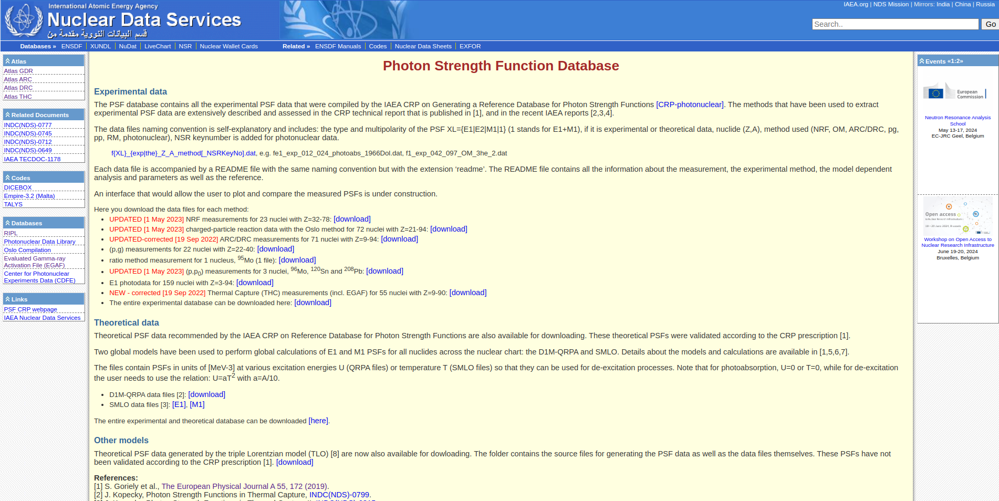 International Atomic Energy Agency
Nuclear Data Services
قسم البيانات النووية مقدمة من
IAEA.org | NDS Mission | Mirrors: India | China | Russia
Search..
Go
Databases » ENSDF | XUNDL | NuDat | LiveChart | NSR | Nuclear Wallet Cards Related » ENSDF Manuals | Codes | Nuclear Data Sheets | EXFOR
Atlas
Atlas GDR
Atlas ARC
Atlas DRC
Atlas THC
Related Documents
INDC(NDS)-0777
INDC(NDS)-0745
INDC(NDS)-0712
INDC(NDS)-0649
IAEA TECDOC-1178
Codes
DICEBOX
Empire-3.2 (Malta)
TALYS
Databases
RIPL
Photonuclear Data Library
Oslo Compilation
Evaluated Gamma-ray
Activation File (EGAF)
Center for Photonuclear
Experiments Data (CDFE)
Links
PSF CRP webpage
IAEA Nuclear Data Services
Photon Strength Function Database
Experimental data
The PSF database contains all the experimental PSF data that were compiled by the IAEA CRP on Generating a Reference Database for Photon Strength Functions [CRP-photonuclear]. The methods that have been used to extract
experimental PSF data are extensively described and assessed in the CRP technical report that is published in [1], and in the recent IAEA reports [2,3,4].
The data files naming convention is self-explanatory and includes: the type and multipolarity of the PSF XL={E1|E2|M1|1} (1 stands for E1+M1), if it is experimental or theoretical data, nuclide (Z,A), method used (NRF, OM, ARC/DRC, pg,
pp, RM, photonuclear), NSR keynumber is added for photonuclear data.
f{XL}_{exp|the}_Z_A_method[_NSRKeyNo].dat, e.g. fe1_exp_012_024_photoabs_1966Dol.dat, f1_exp_042_097_OM_3he_2.dat
Each data file is accompanied by a README file with the same naming convention but with the extension ‘readme’. The README file contains all the information about the measurement, the experimental method, the model dependent
analysis and parameters as well as the reference.
An interface that would allow the user to plot and compare the measured PSFs is under construction.
Here you download the data files for each method:
• UPDATED [1 May 2023] NRF measurements for 23 nuclei with Z=32-78: [download]
• UPDATED [1 May 2023] charged-particle reaction data with the Oslo method for 72 nuclei with Z=21-94: [download]
• UPDATED-corrected [19 Sep 2022] ARC/DRC measurements for 71 nuclei with Z=9-94: [download]
• (p,g) measurements for 22 nuclei with Z=22-40: [download]
• ratio method measurement for 1 nucleus, 95Mo (1 file): [download]
• UPDATED [1 May 2023] (p,p0) measurements for 3 nuclei, 96Mo, 120Sn and 208Pb: [download]
• E1 photodata for 159 nuclei with Z=3-94: [download]
• NEW - corrected [19 Sep 2022] Thermal Capture (THC) measurements (incl. EGAF) for 55 nuclei with Z=9-90: [download]
• The entire experimental database can be downloaded here: [download]
Theoretical data
Theoretical PSF data recommended by the IAEA CRP on Reference Database for Photon Strength Functions are also available for downloading. These theoretical PSFs were validated according to the CRP prescription [1].
Two global models have been used to perform global calculations of E1 and M1 PSFs for all nuclides across the nuclear chart: the D1M-QRPA and SMLO. Details about the models and calculations are available in [1,5,6,7].
The files contain PSFs in units of [MeV-3] at various excitation energies U (QRPA files) or temperature T (SMLO files) so that they can be used for de-excitation processes. Note that for photoabsorption, U=0 or T=0, while for de-excitation
the user needs to use the relation: U=aT2 with a=A/10.
• D1M-QRPA data files [2]: [download]
• SMLO data files [3]: [E1], [M1]
The entire experimental and theoretical database can be downloaded [here].
Other models
Theoretical PSF data generated by the triple Lorentzian model (TLO) [8] are now also available for dowloading. The folder contains the source files for generating the PSF data as well as the data files themselves. These PSFs have not
been validated according to the CRP prescription [1]. [download]
References:
[1] S. Goriely et al., The European Physical Journal A 55, 172 (2019).
[2] J. Kopecky, Photon Strength Functions in Thermal Capture, INDC(NDS)-0799.
Events «1:2»
European
Commission
Neutron Resonance Analysis
School
May 13-17, 2024
EC-JRC Geel, Belgium
Open access
to Nuclear Research Infrastructure
19 – 20 June 2024, Brussels
Workshop on Open Access to
Nuclear Research Infrastructure
June 19-20, 2024
Bruxelles, Belgium